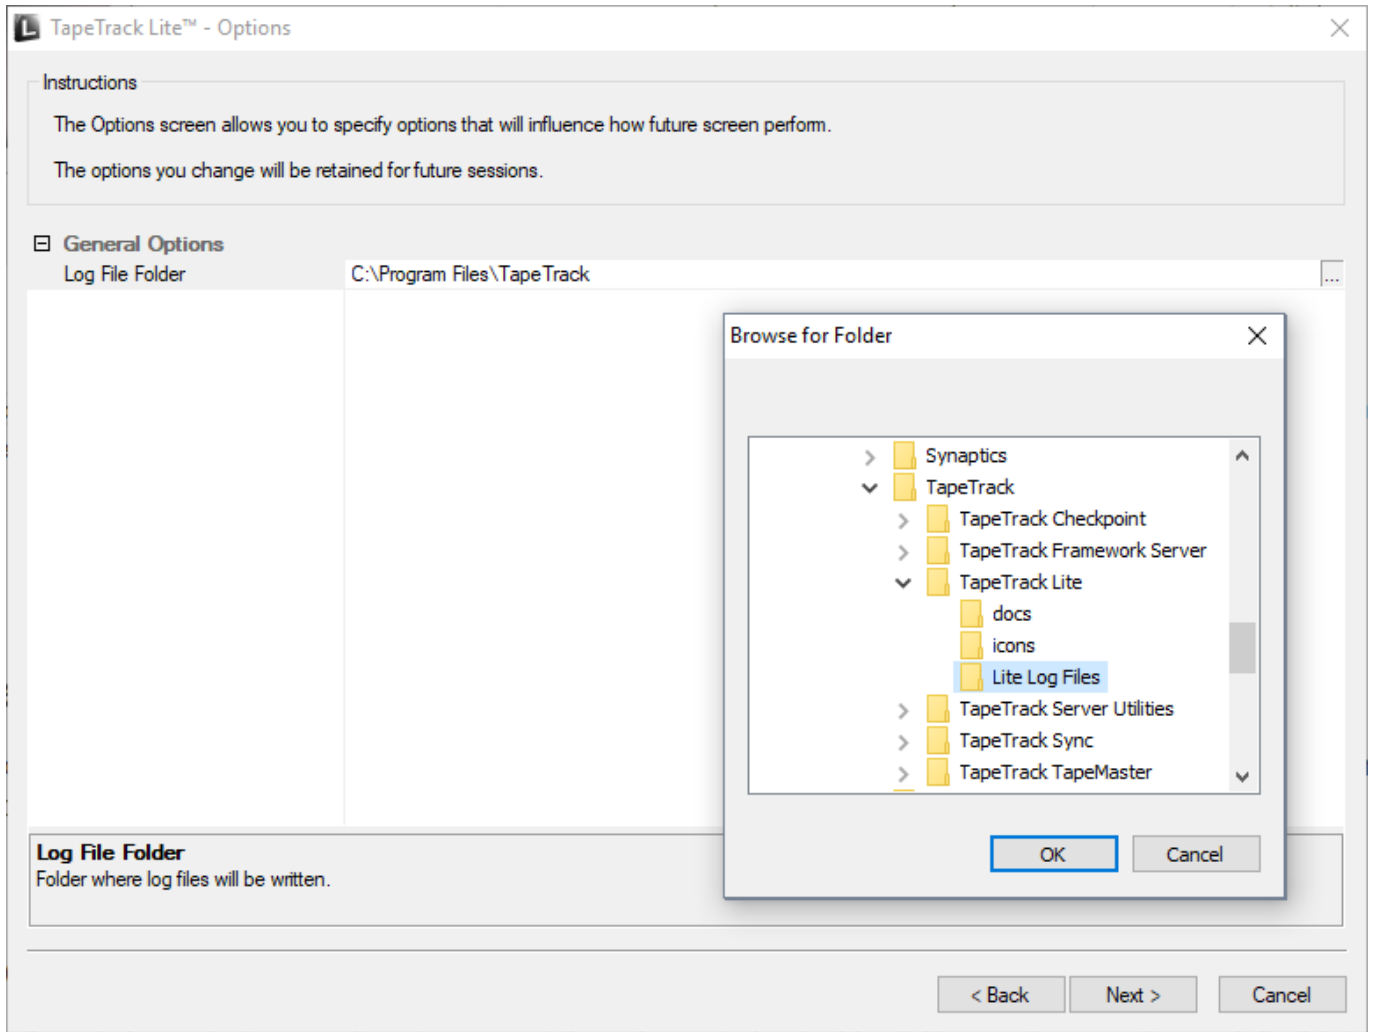 TapeTrack Lite™ - Options
Instructions
The Options screen allows you to specify options that will influence how future screen perform.
The options you change will be retained for future sessions.
General Options
Log File Folder
C:\Program Files\TapeTrack
...
Browse for Folder
Synaptics
TapeTrack
TapeTrack Checkpoint
TapeTrack Framework Server
TapeTrack Lite
docs
icons
Lite Log Files
TapeTrack Server Utilities
TapeTrack Sync
TapeTrack TapeMaster
OK
Cancel
Log File Folder
Folder where log files will be written.
< Back
Next >
Cancel